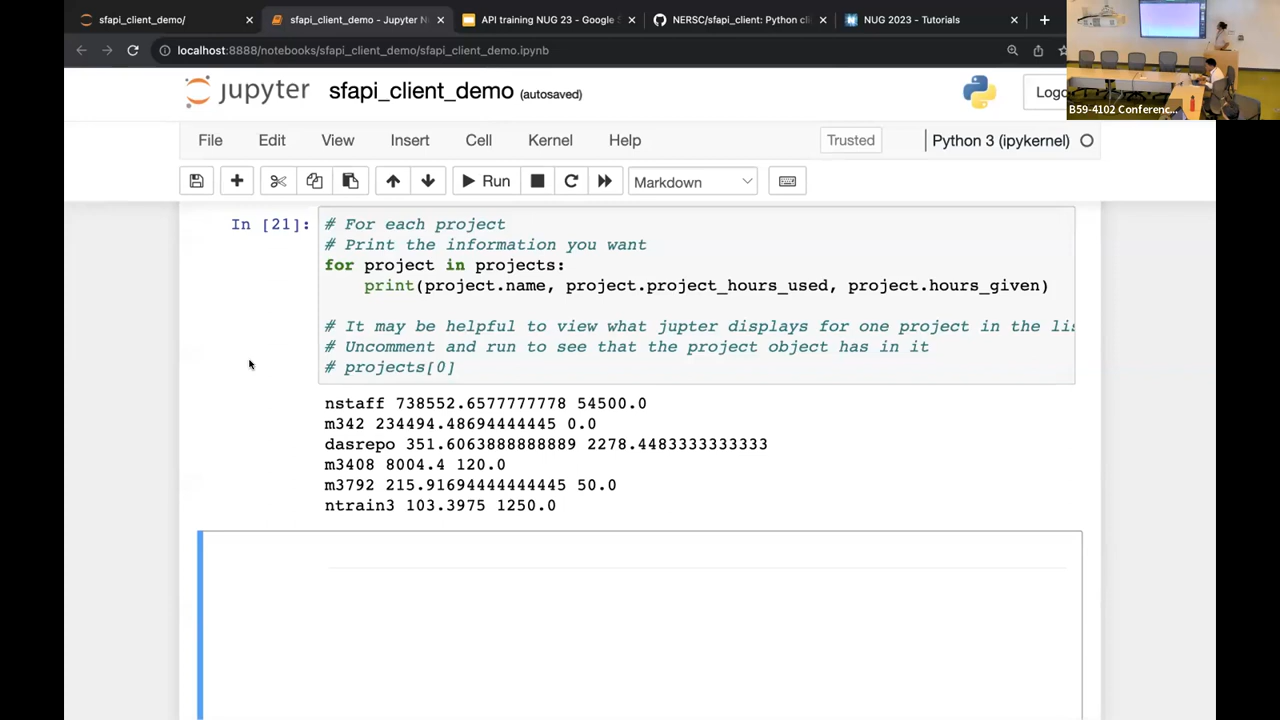 sfapi_client_demo/
sfapi_client_demo - Jupyter N
API training NUG 23 - Google S
NERSC/sfapi_client: Python cli
NUG 2023 - Tutorials
localhost:8888/notebooks/sfapi_client_demo/sfapi_client_demo.ipynb
B59-4102 Conferenc...
jupyter sfapi_client_demo (autosaved)
Logo
File Edit View Insert Cell Kernel Help Trusted Python 3 (ipykernel)
Run Markdown
In [21]: # For each project
# Print the information you want
for project in projects:
print(project.name, project.project_hours_used, project.hours_given)
# It may be helpful to view what jupter displays for one project in the lis
# Uncomment and run to see that the project object has in it
# projects[0]
nstaff 738552.6577777778 54500.0
m342 234494.48694444445 0.0
dasrepo 351.6063888888889 2278.4483333333333
m3408 8004.4 120.0
m3792 215.91694444444445 50.0
ntrain3 103.3975 1250.0